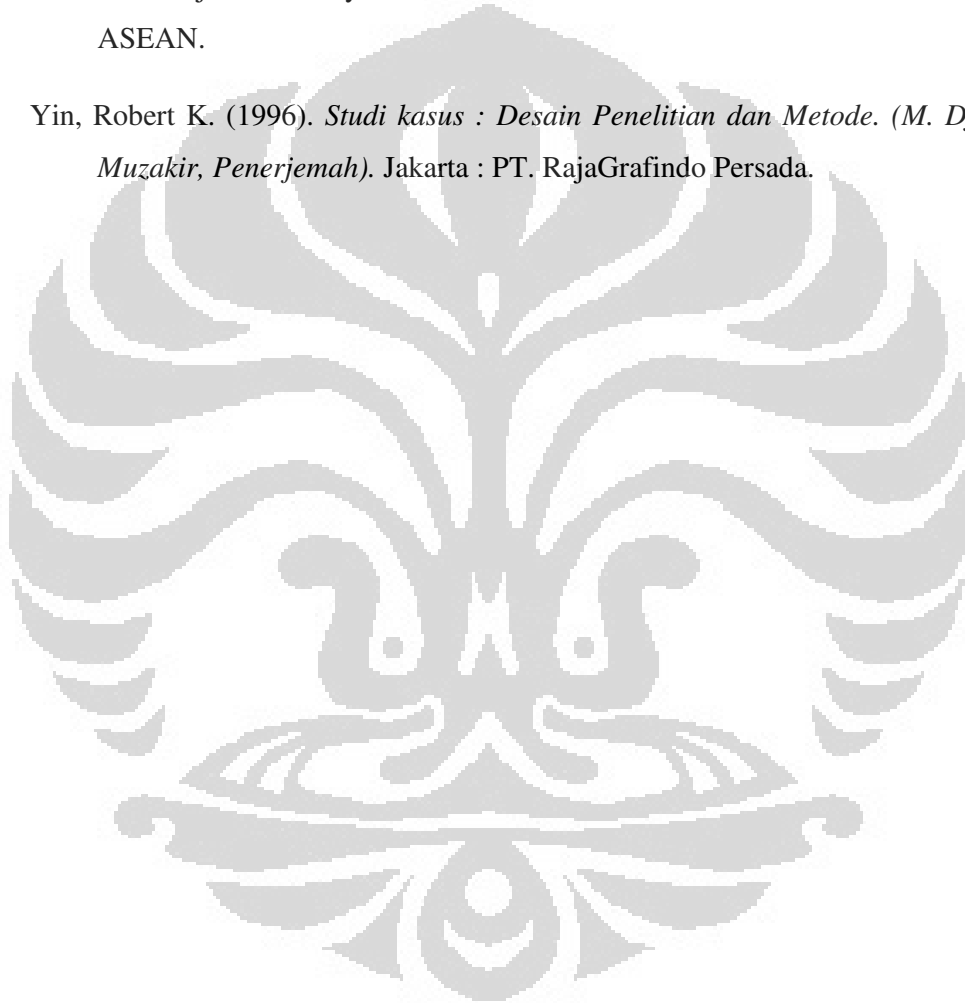 ASEAN.
Yin, Robert K. (1996). Studi kasus : Desain Penelitian dan Metode. (M. 
Muzakir, Penerjemah). Jakarta : PT. RajaGrafindo Persada.